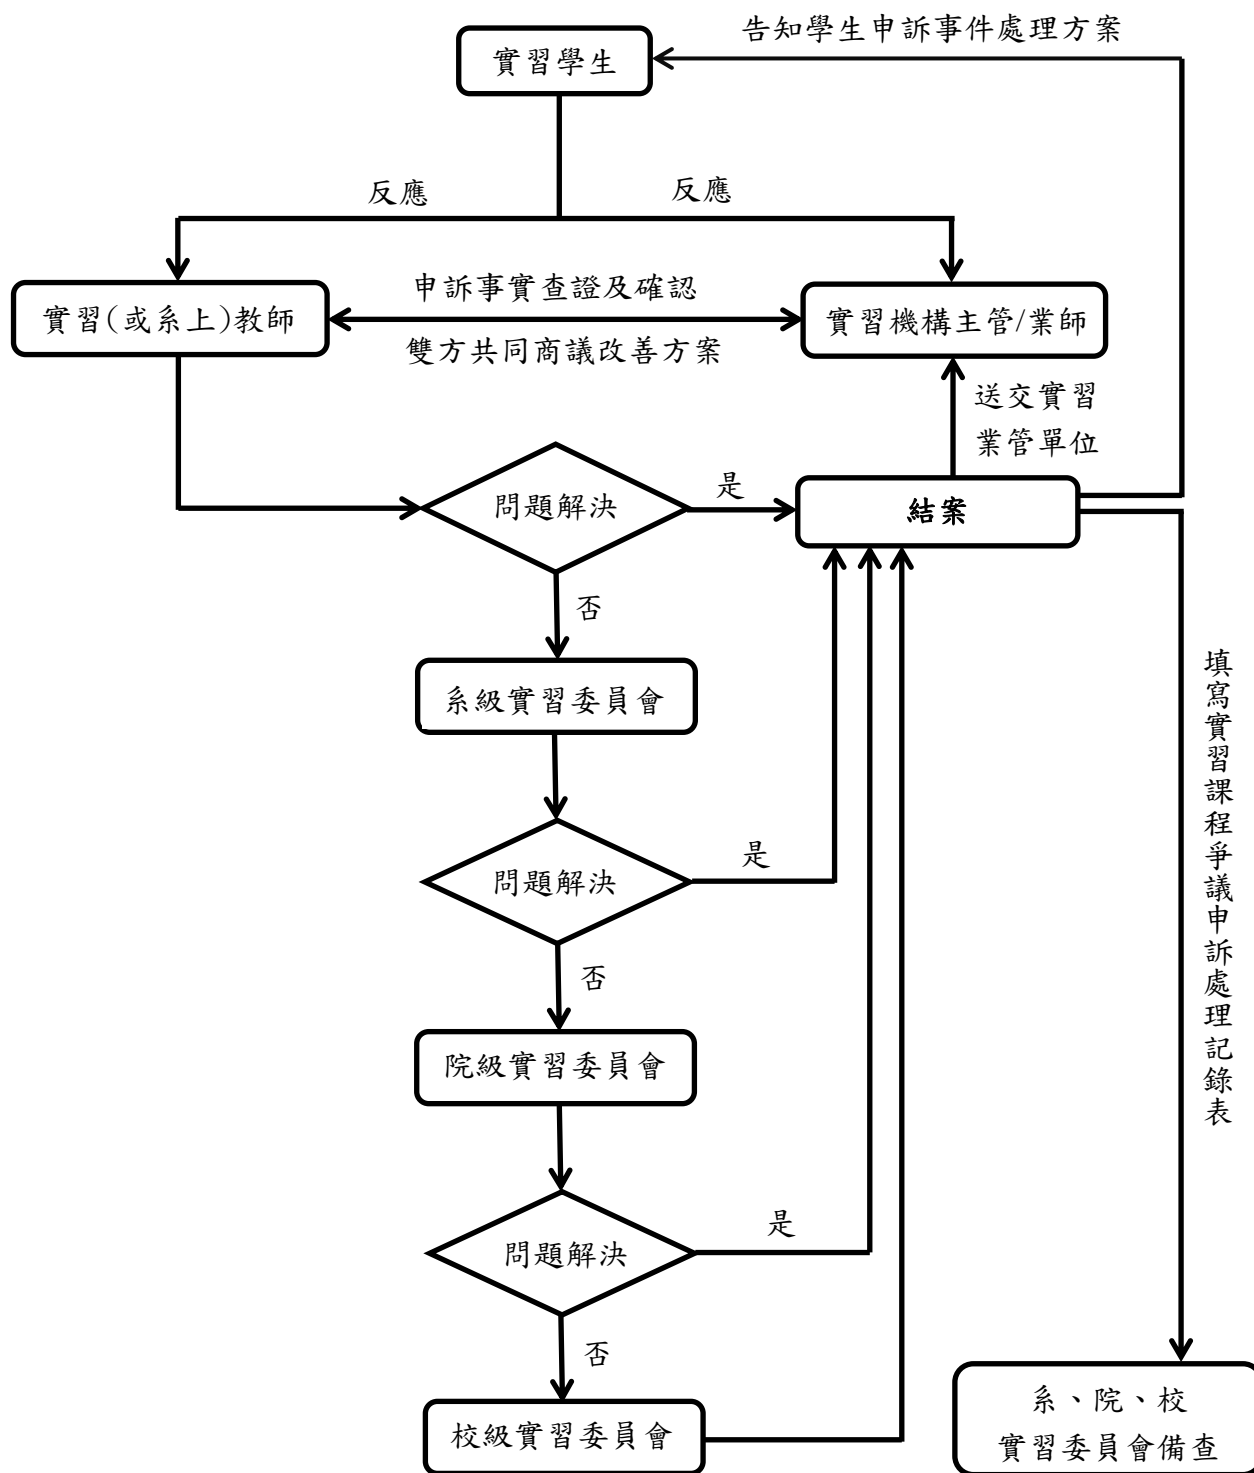 告知學生申訴事件處理方案
實習學生
反應
反應
申訴事實查證及確認
實習(或系上)教師
實習機構主管/業師
雙方共同商議改善方案
送交實習
業管單位
是
問題解決
結案
否
系級實習委員會
填寫實習課程爭議申訴處理記錄表
是
問題解決
否
院級實習委員會
是
問題解決
否
系、院、校
實習委員會備查
校級實習委員會